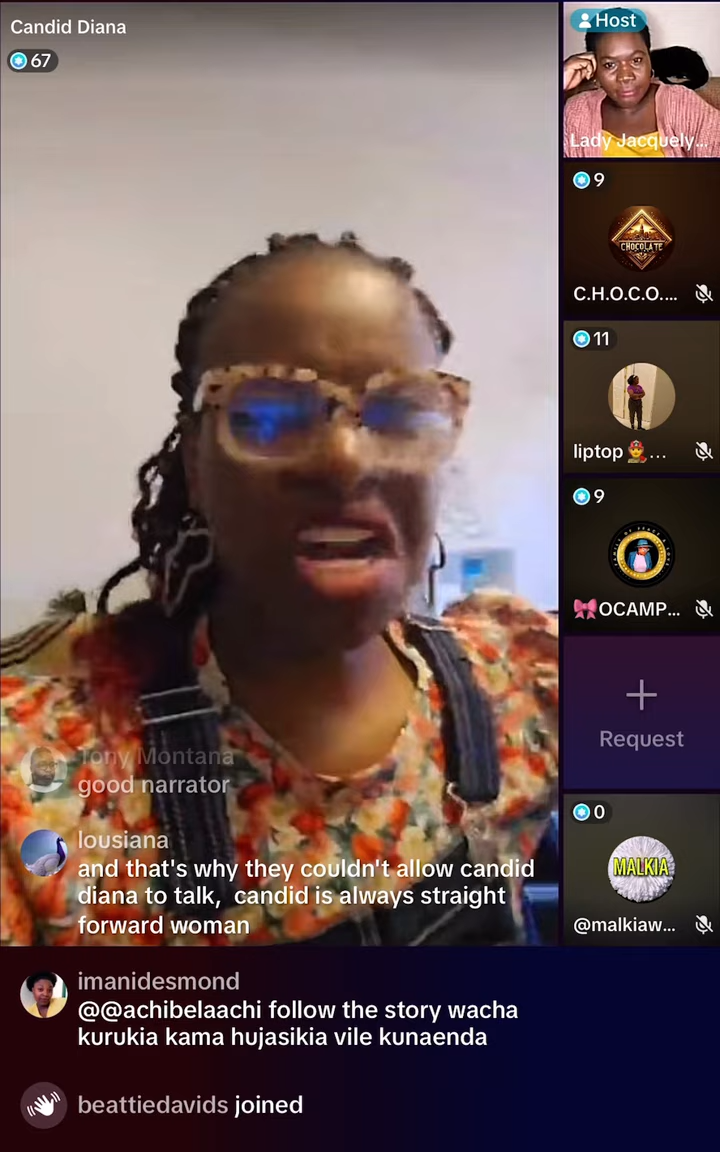 Candid Diana
67
Host
Lady Jacquely...
9
CHOCOLATE
C.H.O.C.O....
11
liptop 👩‍🚒...
9
🎀OCAMP...
+
Request
0
MALKIA
@malkiaw...
Tony Montana
good narrator
lousiana
and that's why they couldn't allow candid
diana to talk, candid is always straight
forward woman
imanidesmond
@@achibelaachi follow the story wacha
kurukia kama hujasikia vile kunaenda
beattiedavids joined